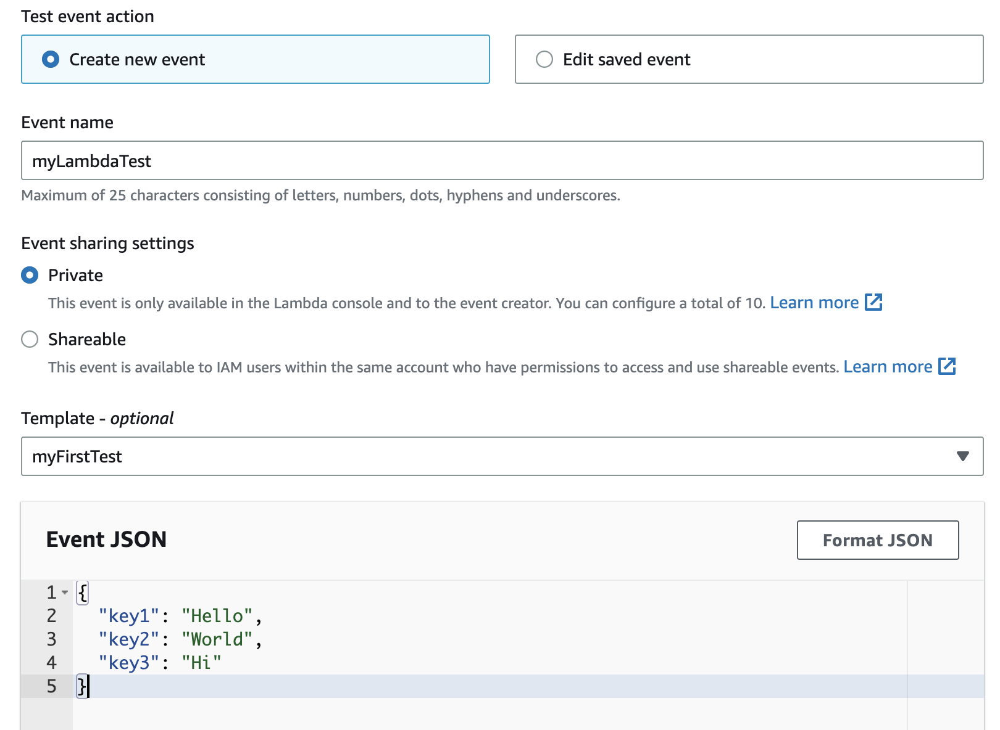 Test event action
Create new event
Edit saved event
Event name
myLambdaTest
Maximum of 25 characters consisting of letters, numbers, dots, hyphens and underscores.
Event sharing settings
Private
This event is only available in the Lambda console and to the event creator. You can configure a total of 10. Learn more
Shareable
This event is available to IAM users within the same account who have permissions to access and use shareable events. Learn more
Template - optional
myFirstTest
Event JSON
Format JSON
1 {
2 "key1": "Hello",
3 "key2": "World",
4 "key3": "Hi"
5 }